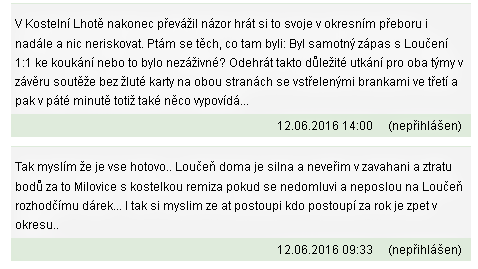 V Kostelní Lhotě nakonec převážil názor hrát si to svoje v okresním přeboru i
nadále a nic neriskovat. Ptám se těch, co tam byli: Byl samotný zápas s Loučení
1:1 ke koukání nebo to bylo nezáživné? Odehrát takto důležité utkání pro oba týmy v
závěru soutěže bez žluté karty na obou stranách se vstřelenými brankami ve třetí a
pak v páté minutě totiž také něco vypovídá...
12.06.2016 14:00 (nepřihlášen)
Tak myslím že je vse hotovo.. Loučeň doma je silna a neveřim v zavahani a ztratu
bodů za to Milovice s kostelkou remiza pokud se nedomluvi a neposlou na Loučeň
rozhodčímu dárek... I tak si myslim ze at postoupi kdo postoupí za rok je zpet v
okresu..
12.06.2016 09:33 (nepřihlášen)